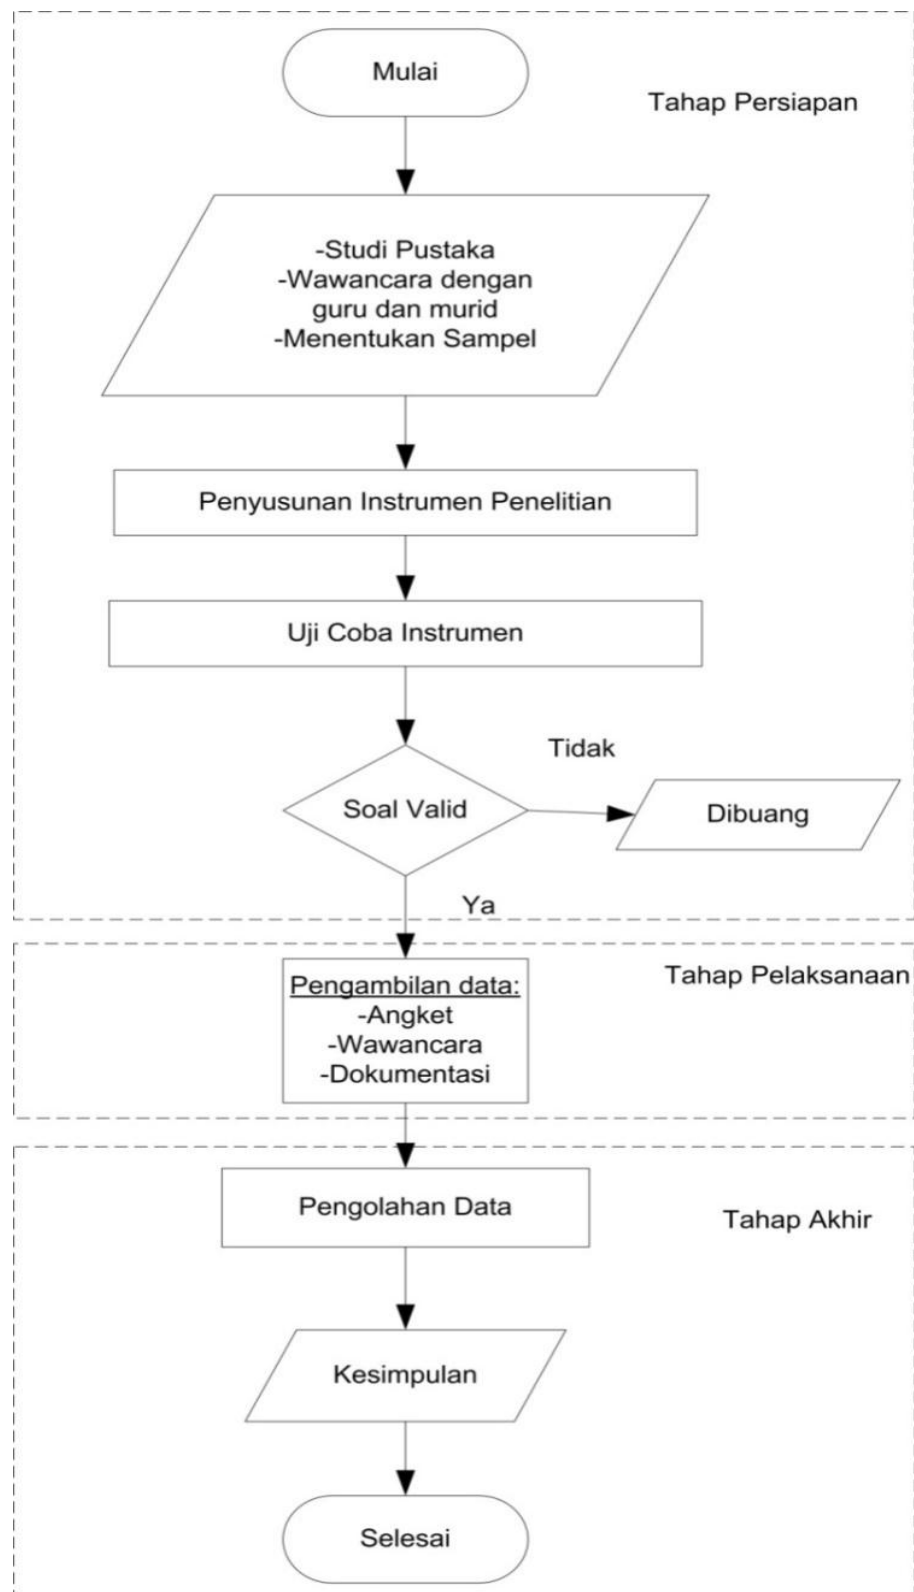 Mulai
Tahap Persiapan
-Studi Pustaka
-Wawancara dengan
guru dan murid
-Menentukan Sampel
Penyusunan Instrumen Penelitian
Uji Coba Instrumen
Tidak
Soal Valid
Dibuang
Ya
Tahap Pelaksanaan
Pengambilan data:
-Angket
-Wawancara
-Dokumentasi
Pengolahan Data
Tahap Akhir
Kesimpulan
Selesai